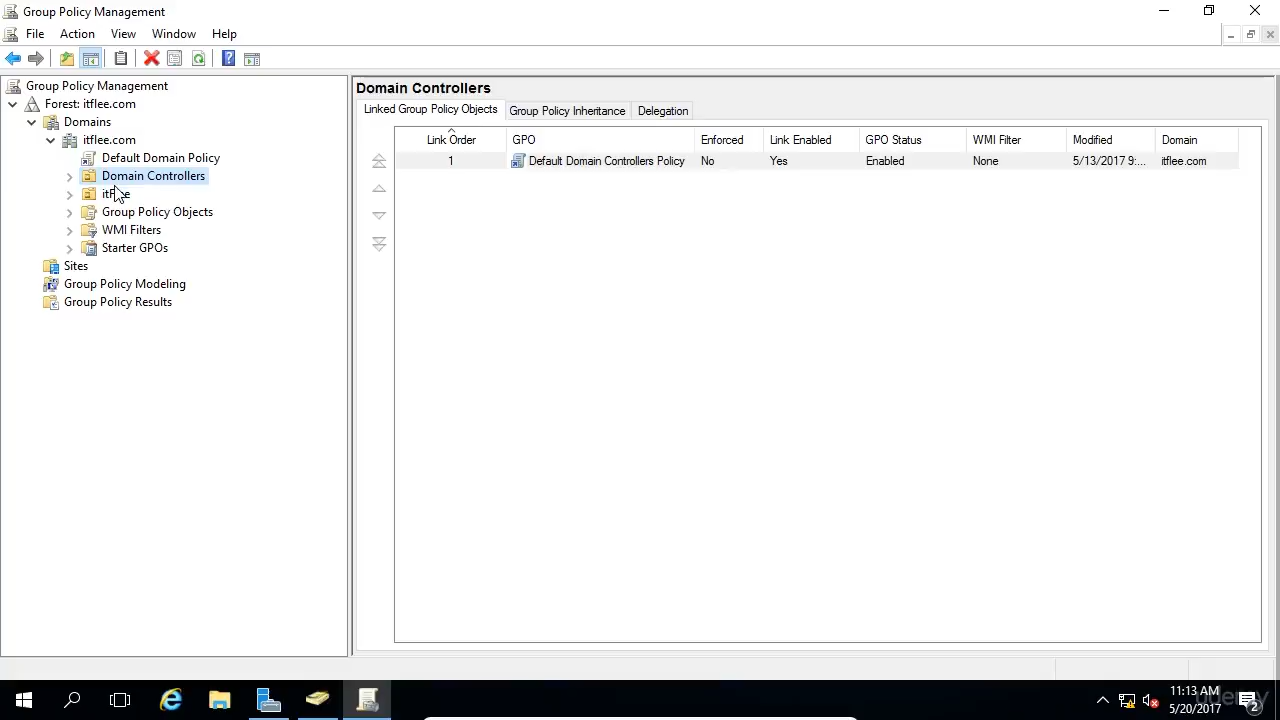 Group Policy Management
File Action View Window Help
Group Policy Management
Forest: itflee.com
Domains
itflee.com
Default Domain Policy
Domain Controllers
itflee
Group Policy Objects
WMI Filters
Starter GPOs
Sites
Group Policy Modeling
Group Policy Results
Domain Controllers
Linked Group Policy Objects Group Policy Inheritance Delegation
Link Order GPO Enforced Link Enabled GPO Status WMI Filter Modified Domain
1 Default Domain Controllers Policy No Yes Enabled None 5/13/2017 9:... itflee.com
11:13 AM
5/20/2017
2
udemy